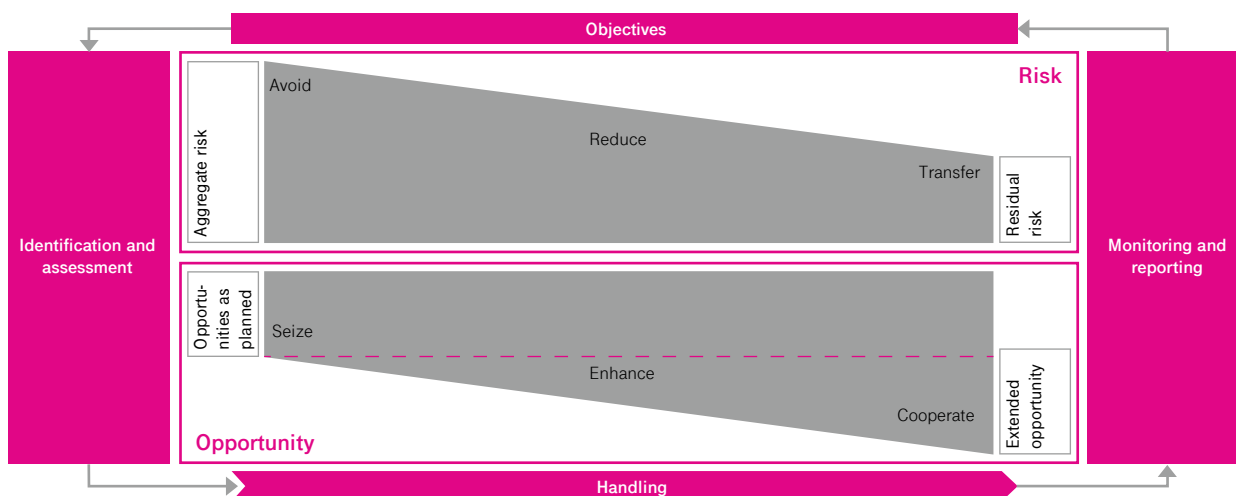 Objectives
Identification and
assessment
Risk
Aggregate risk
Avoid
Reduce
Transfer
Residual
risk
Opportu-
nities as
planned
Seize
Enhance
Cooperate
Extended
opportunity
Opportunity
Monitoring and
reporting
Handling